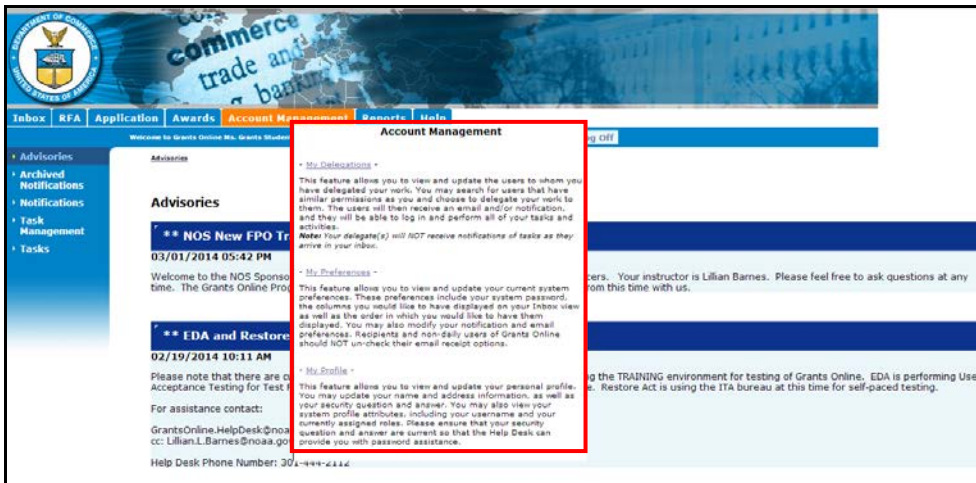 DEPARTMENT OF COMMERCE
UNITED STATES OF AMERICA
commerce
trade and
Inbox RFA Application Awards Account Management Reports Help
Welcome to Grants Online Ms. Grants Student
Log Off
Advisories
Archived
Notifications
Notifications
Task
Management
Tasks
Advisories
Advisories
** NOS New FPO
03/01/2014 05:42 PM
Welcome to the NOS
cers. Your instructor is Lillian Barnes. Please feel free to ask questions at any
time. The Grants Online
rom this time with us.
** EDA and Restore
02/19/2014 10:11 AM
Please note that there are
g the TRAINING environment for testing of Grants Online. EDA is performing Use
Acceptance Testing for Test
e. Restore Act is using the ITA bureau at this time for self-paced testing.
For assistance contact:
GrantsOnline.HelpDesk@noa
cc: Lillian.L.Barnes@noaa.go
Help Desk Phone Number: 301-444-2112
Account Management
- My Delegations -
This feature allows you to view and update the users to whom you
have delegated your work. You may search for users that have
similar permissions as you and choose to delegate your work to
them. The users will then receive an email and/or notification,
and they will be able to log in and perform all of your tasks and
activities.
Note: Your delegate(s) will NOT receive notifications of tasks as they
arrive in your inbox.
- My Preferences -
This feature allows you to view and update your current system
preferences. These preferences include your system password,
the columns you would like to have displayed on your Inbox view
as well as the order in which you would like to have them
displayed. You may also modify your notification and email
preferences. Recipients and non-daily users of Grants Online
should NOT un-check their email receipt options.
- My Profile -
This feature allows you to view and update your personal profile.
You may update your name and address information, as well as
your security question and answer. You may also view your
system profile attributes, including your username and your
currently assigned roles. Please ensure that your security
question and answer are current so that the Help Desk can
provide you with password assistance.